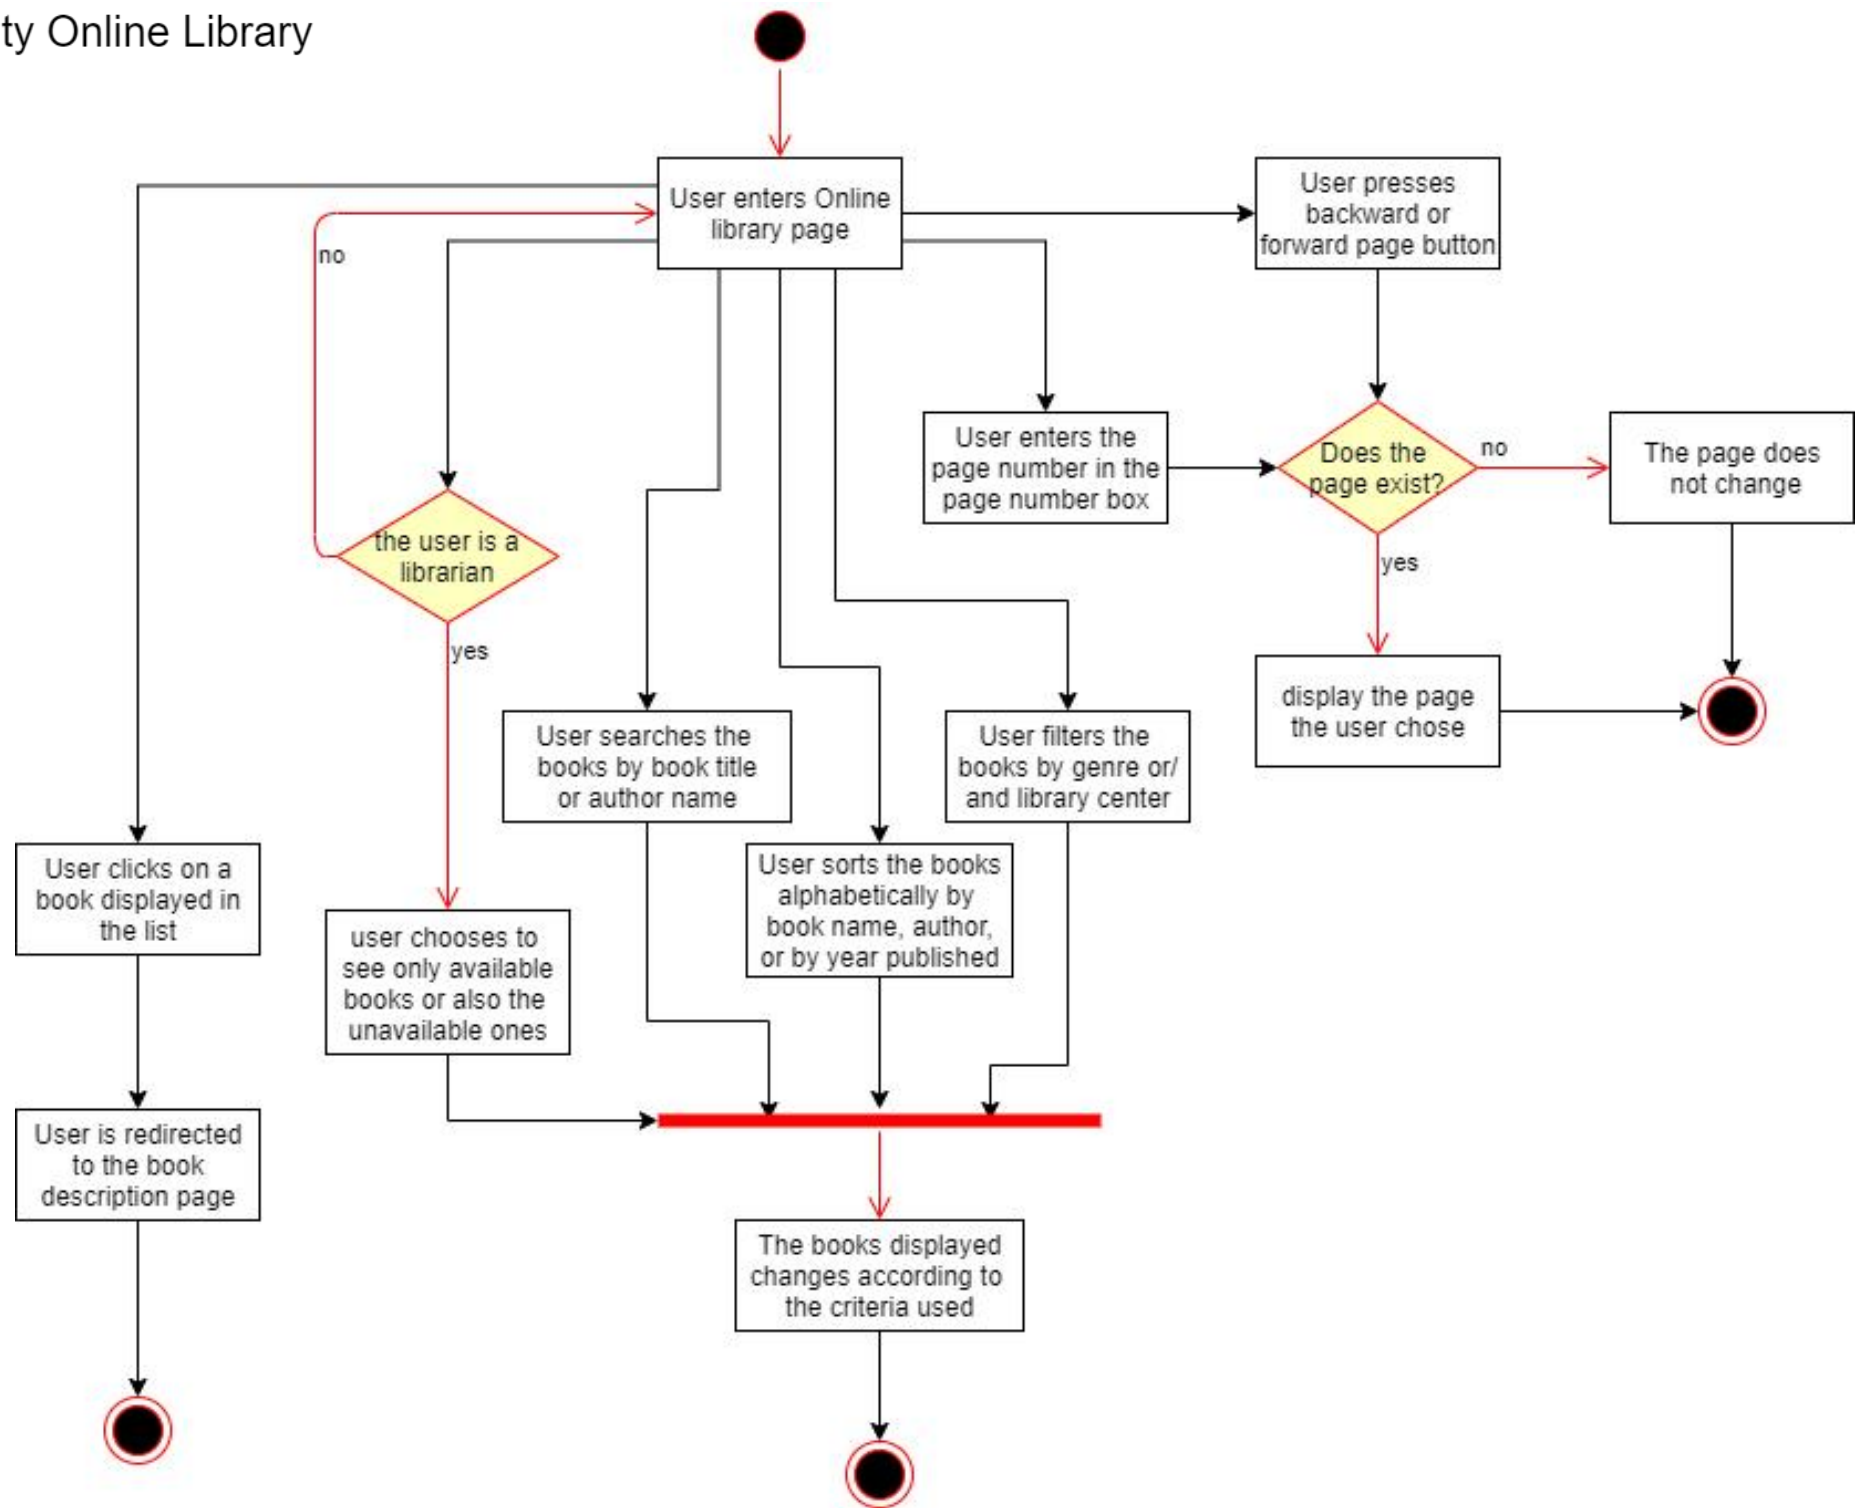 ty Online Library
User enters Online
library page
User presses
backward or
forward page button
no
User enters the
page number in the
page number box
Does the
page exist?
no
The page does
not change
the user is a
librarian
yes
yes
display the page
the user chose
User searches the
books by book title
or author name
User filters the
books by genre or/
and library center
User clicks on a
book displayed in
the list
User sorts the books
alphabetically by
book name, author,
or by year published
user chooses to
see only available
books or also the
unavailable ones
User is redirected
to the book
description page
The books displayed
changes according to
the criteria used